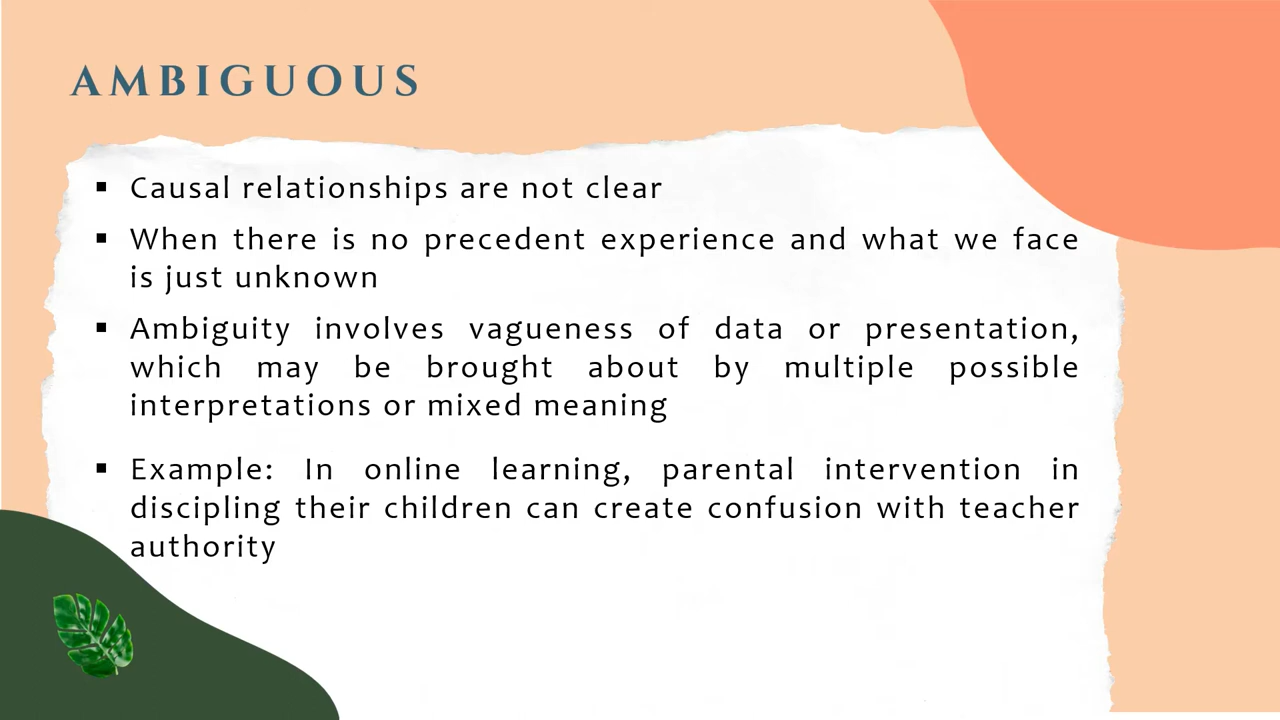 AMBIGUOUS
▪ Causal relationships are not clear
▪ When there is no precedent experience and what we face
is just unknown
▪ Ambiguity involves vagueness of data or presentation,
which may be brought about by multiple possible
interpretations or mixed meaning
▪ Example: In online learning, parental intervention in
discipling their children can create confusion with teacher
authority